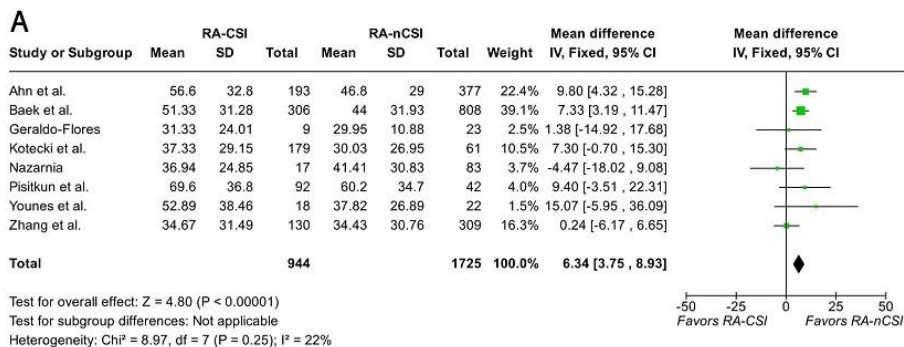 A
RA-CSI RA-nCSI Mean difference Mean difference
Study or Subgroup Mean SD Total Mean SD Total Weight IV, Fixed, 95% CI IV, Fixed, 95% CI
Ahn et al. 56.6 32.8 193 46.8 29 377 22.4% 9.80 [4.32 , 15.28]
Baek et al. 51.33 31.28 306 44 31.93 808 39.1% 7.33 [3.19 , 11.47]
Geraldo-Flores 31.33 24.01 9 29.95 10.88 23 2.5% 1.38 [-14.92 , 17.68]
Kotecki et al. 37.33 29.15 179 30.03 26.95 61 10.5% 7.30 [-0.70 , 15.30]
Nazarnia 36.94 24.85 17 41.41 30.83 83 3.7% -4.47 [-18.02 , 9.08]
Pisitkun et al. 69.6 36.8 92 60.2 34.7 42 4.0% 9.40 [-3.51 , 22.31]
Younes et al. 52.89 38.46 18 37.82 26.89 22 1.5% 15.07 [-5.95 , 36.09]
Zhang et al. 34.67 31.49 130 34.43 30.76 309 16.3% 0.24 [-6.17 , 6.65]
Total 944 1725 100.0% 6.34 [3.75 , 8.93]
Test for overall effect: Z = 4.80 (P < 0.00001)
Test for subgroup differences: Not applicable
Heterogeneity: Chi² = 8.97, df = 7 (P = 0.25); I² = 22%
-50 -25 0 25 50
Favors RA-CSI Favors RA-nCSI